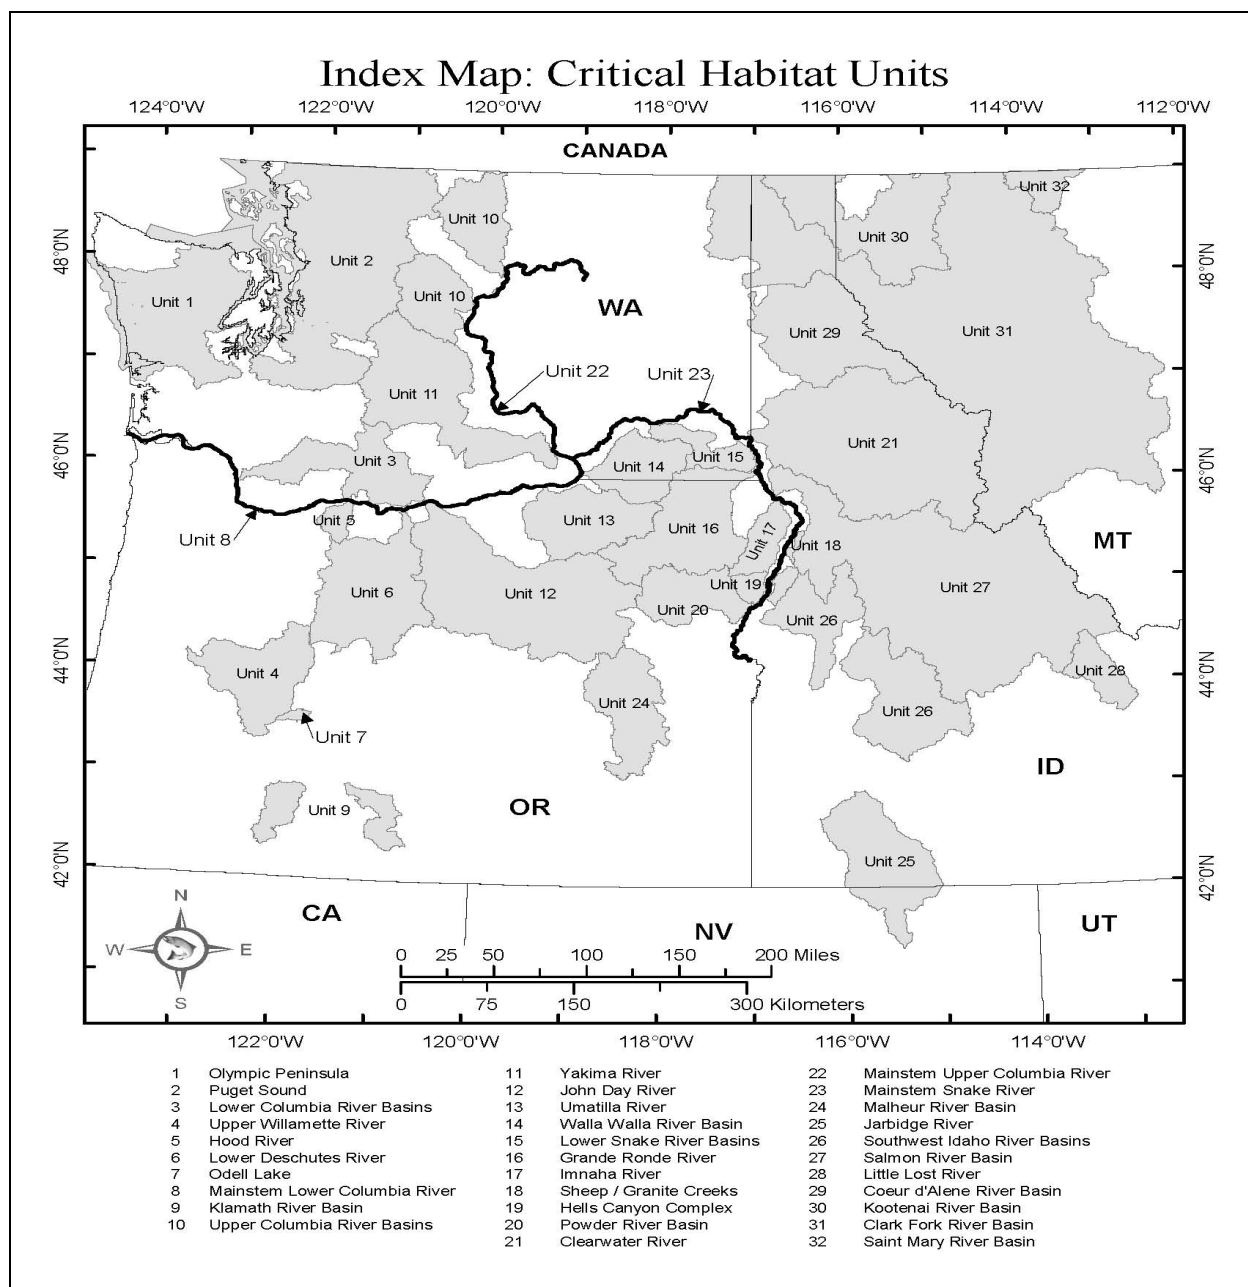 Index Map: Critical Habitat Units
124°0'W 122°0'W 120°0'W 118°0'W 116°0'W 114°0'W 112°0'W
CANADA
Unit 32
Unit 10
Unit 30
48°0'N
48°0'N
Unit 2
Unit 1
Unit 10
WA
Unit 29
Unit 31
Unit 22
Unit 23
Unit 11
Unit 21
46°0'N
46°0'N
Unit 3
Unit 14
Unit 15
Unit 5
Unit 13
Unit 16
Unit 17
Unit 8
Unit 18
MT
Unit 6
Unit 12
Unit 19
Unit 27
Unit 20
Unit 26
44°0'N
44°0'N
Unit 4
Unit 28
Unit 24
Unit 26
Unit 7
ID
Unit 9
OR
42°0'N
42°0'N
Unit 25
N
CA
NV
UT
W E
S
0 25 50 100 150 200 Miles
0 75 150 300 Kilometers
122°0'W 120°0'W 118°0'W 116°0'W 114°0'W
1 Olympic Peninsula
2 Puget Sound
3 Lower Columbia River Basins
4 Upper Willamette River
5 Hood River
6 Lower Deschutes River
7 Odell Lake
8 Mainstem Lower Columbia River
9 Klamath River Basin
10 Upper Columbia River Basins
11 Yakima River
12 John Day River
13 Umatilla River
14 Walla Walla River Basin
15 Lower Snake River Basins
16 Grande Ronde River
17 Imnaha River
18 Sheep / Granite Creeks
19 Hells Canyon Complex
20 Powder River Basin
21 Clearwater River
22 Mainstem Upper Columbia River
23 Mainstem Snake River
24 Malheur River Basin
25 Jarbidge River
26 Southwest Idaho River Basins
27 Salmon River Basin
28 Little Lost River
29 Coeur d'Alene River Basin
30 Kootenai River Basin
31 Clark Fork River Basin
32 Saint Mary River Basin